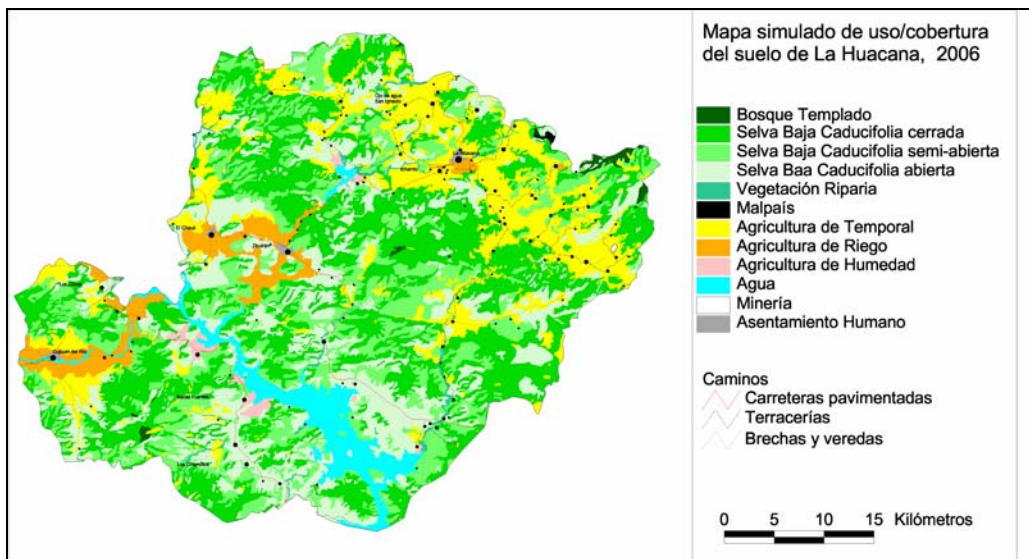 Mapa simulado de uso/cobertura
del suelo de La Huacana, 2006
Bosque Templado
Selva Baja Caducifolia cerrada
Selva Baja Caducifolia semi-abierta
Selva Baa Caducifolia abierta
Vegetación Riparia
Malpaís
Agricultura de Temporal
Agricultura de Riego
Agricultura de Humedad
Agua
Minería
Asentamiento Humano
Caminos
Carreteras pavimentadas
Terracerías
Brechas y veredas
0 5 10 15 Kilómetros